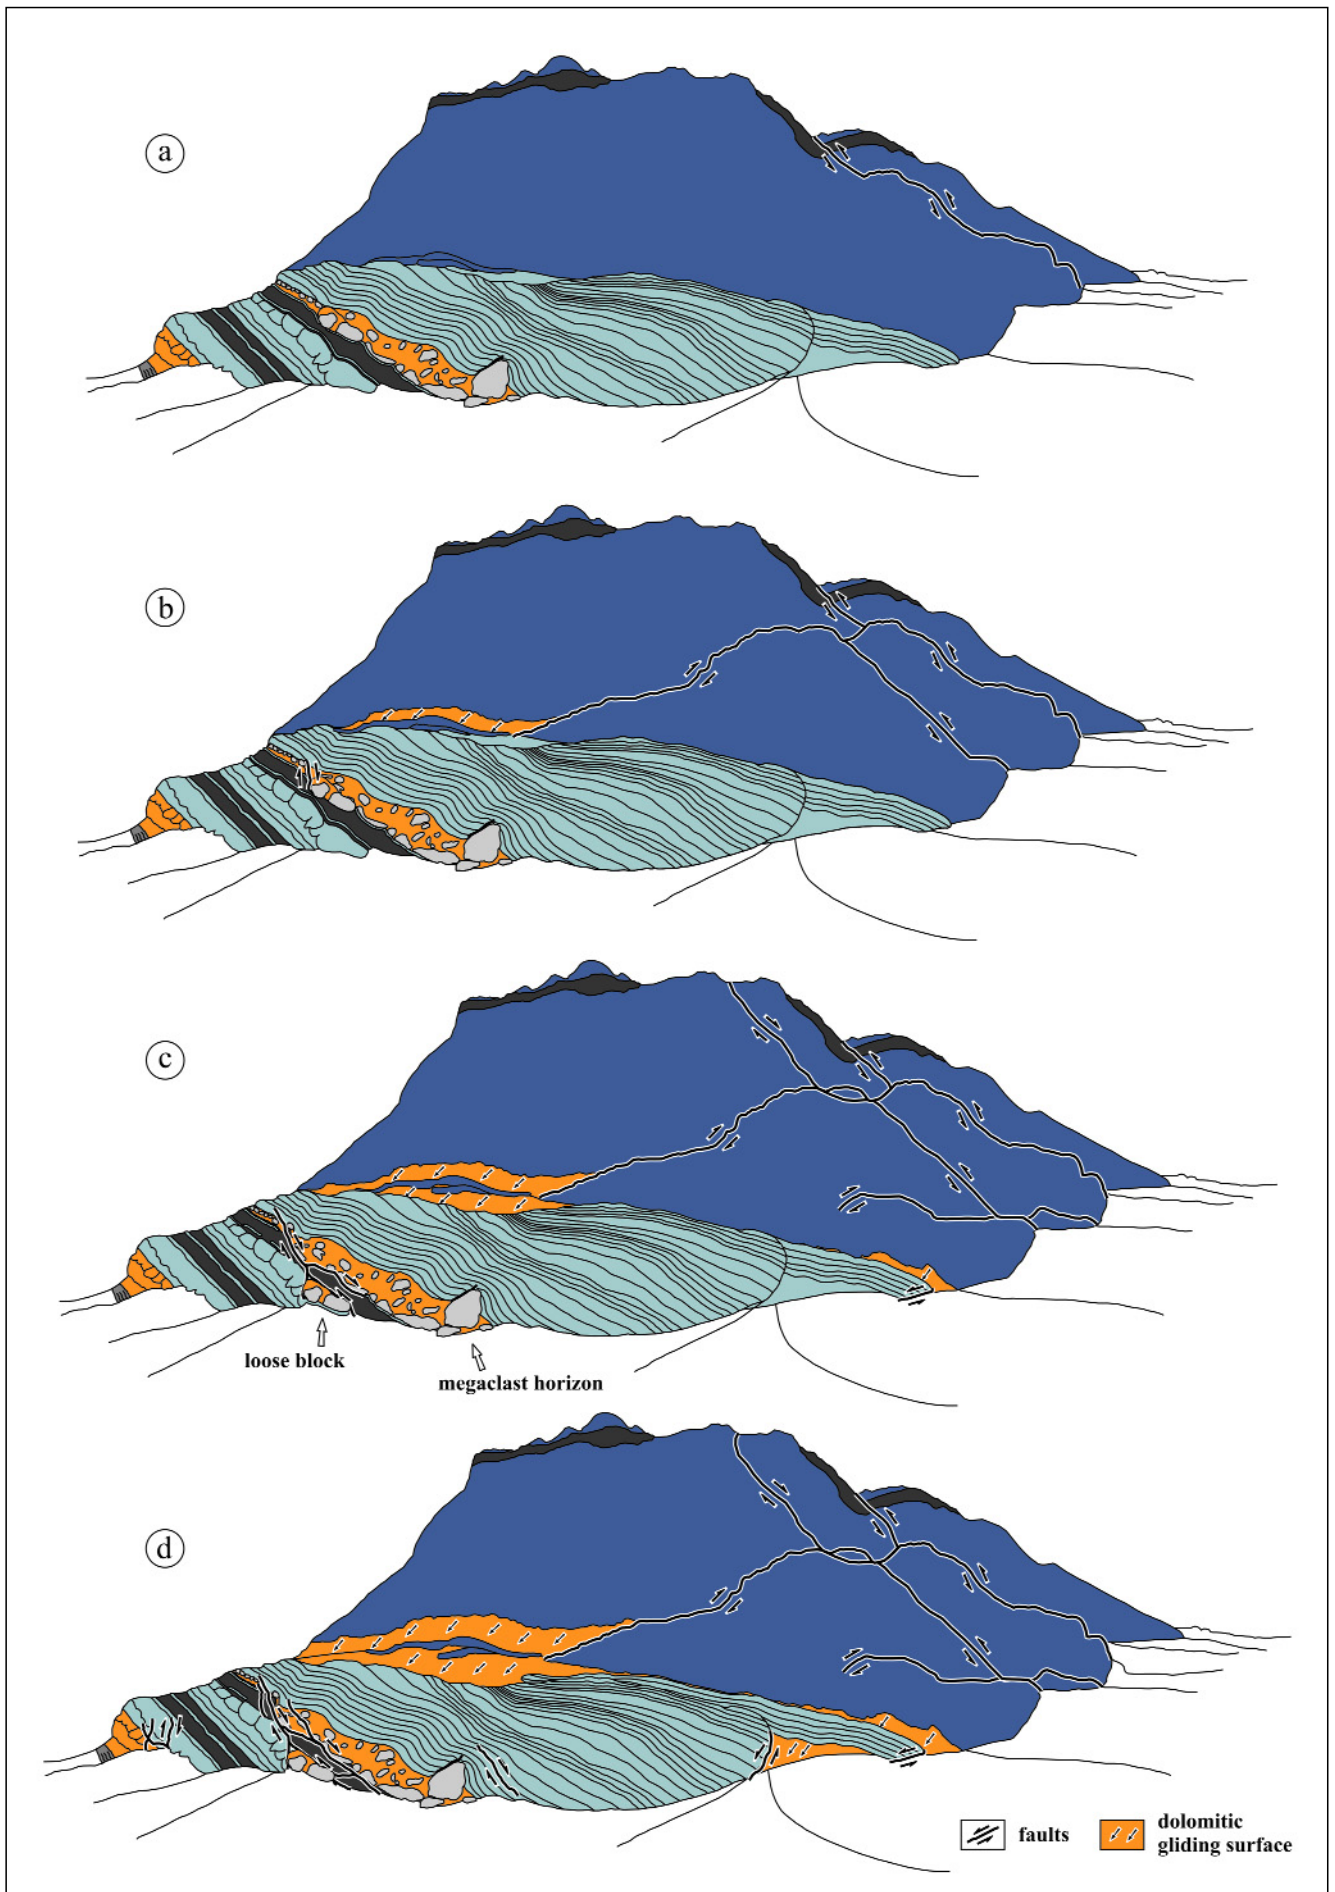 a
b
c
loose block
megaclast horizon
d
faults
dolomitic
gliding surface